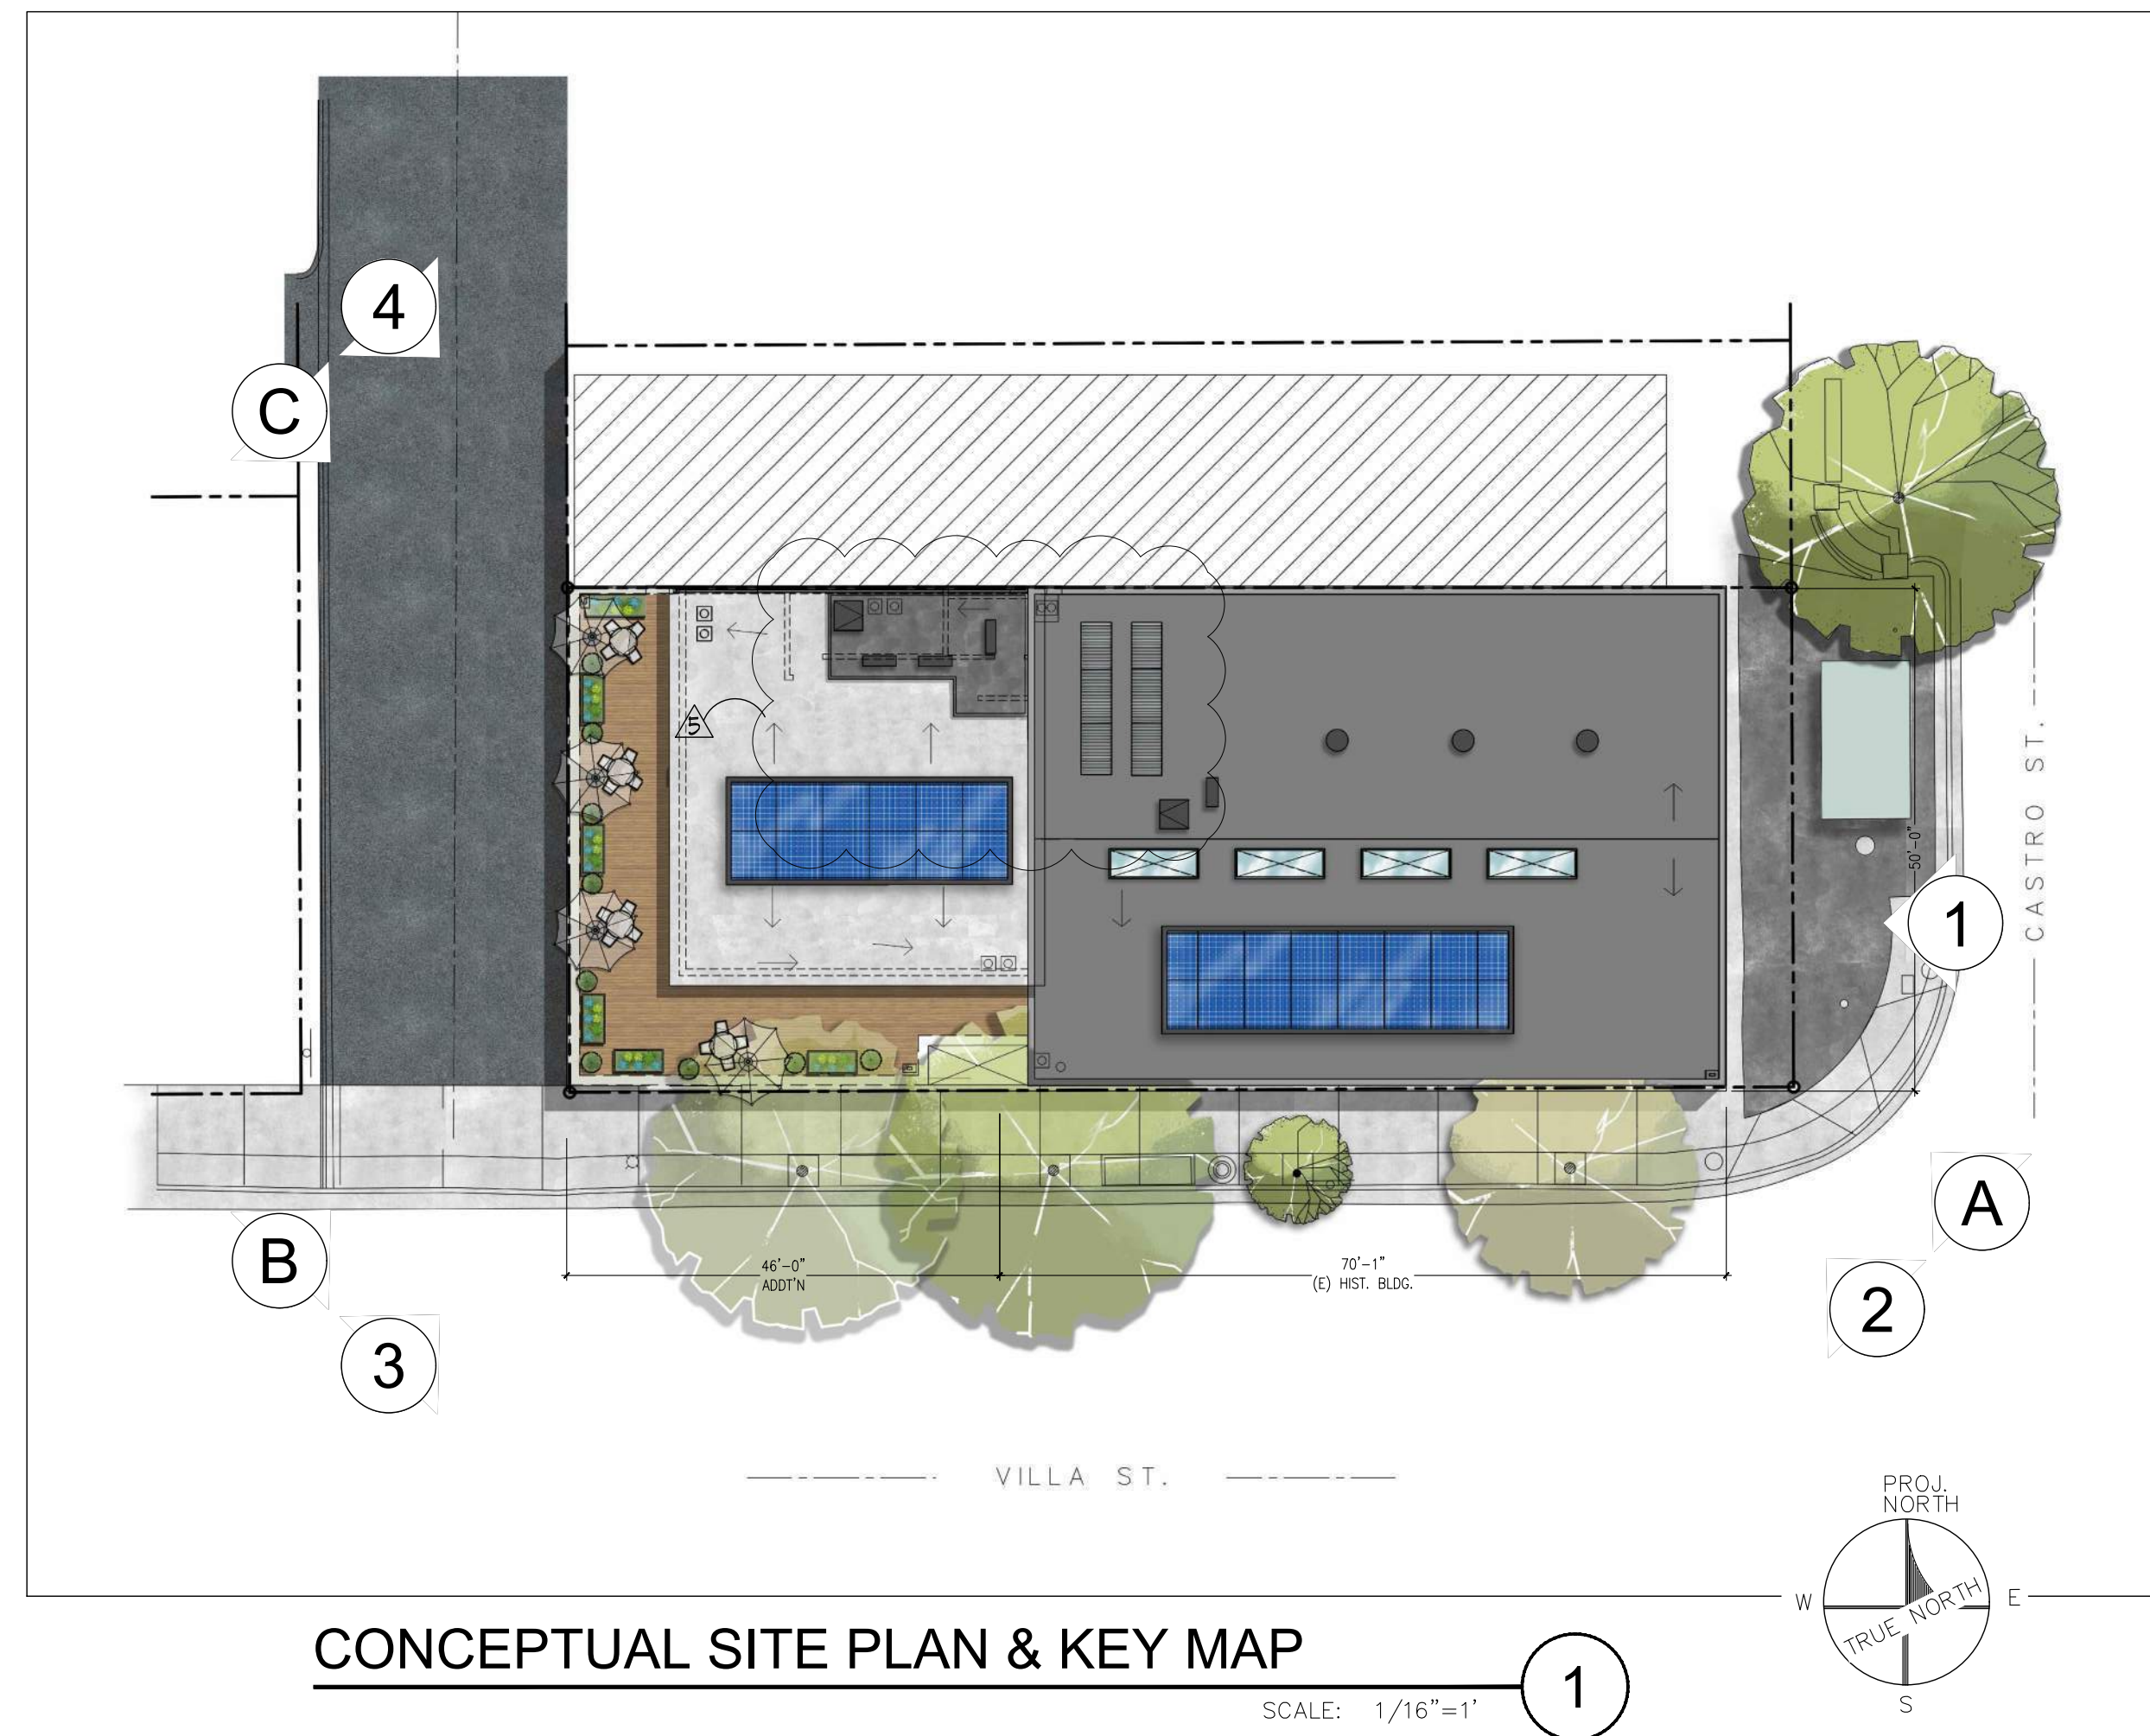 4
C
5
CASTRO ST.
50'-0"
1
A
B
46'-0"
ADDT'N
70'-1"
(E) HIST. BLDG.
2
3
VILLA ST.
PROJ.
NORTH
W
TRUE NORTH
E
S
CONCEPTUAL SITE PLAN & KEY MAP
1
SCALE: 1/16"=1'